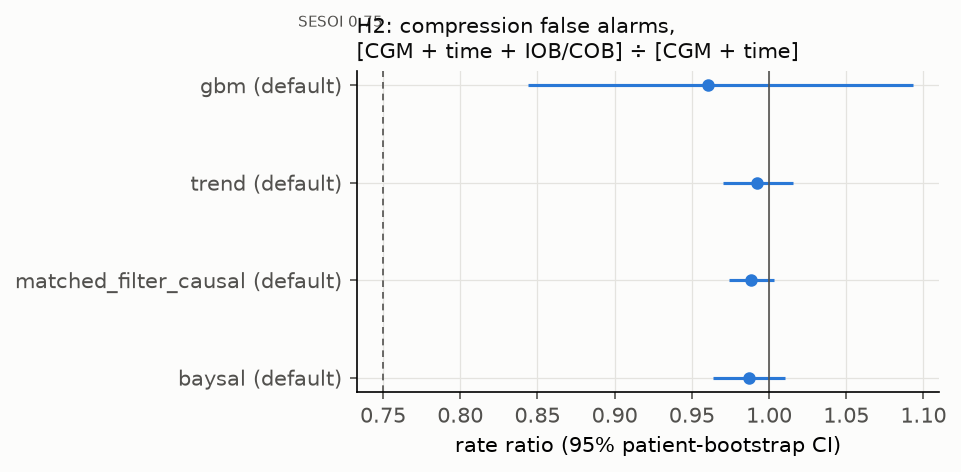 SESOI 0.75
H2: compression false alarms,
[CGM + time + IOB/COB] ÷ [CGM + time]
gbm (default)
trend (default)
matched_filter_causal (default)
baysal (default)
0.75 0.80 0.85 0.90 0.95 1.00 1.05 1.10
rate ratio (95% patient-bootstrap CI)